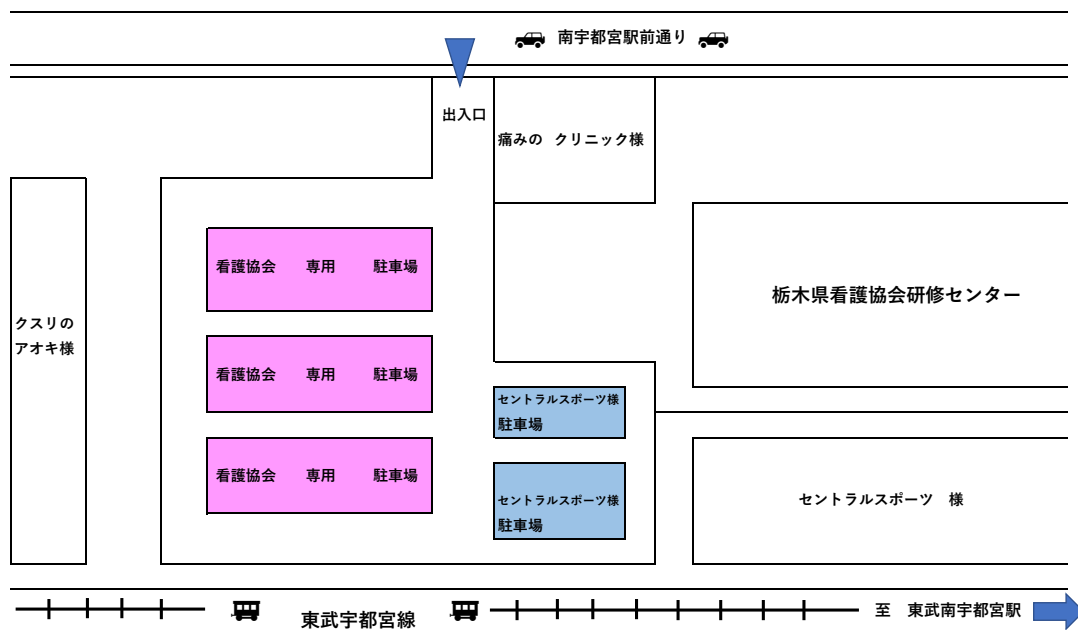 南宇都宮駅前通り
出入口
痛みの クリニック様
看護協会 専用 駐車場
栃木県看護協会研修センター
クスリの
アオキ様
看護協会 専用 駐車場
セントラルスポーツ様
駐車場
看護協会 専用 駐車場
セントラルスポーツ様
駐車場
セントラルスポーツ 様
東武宇都宮線
至 東武南宇都宮駅